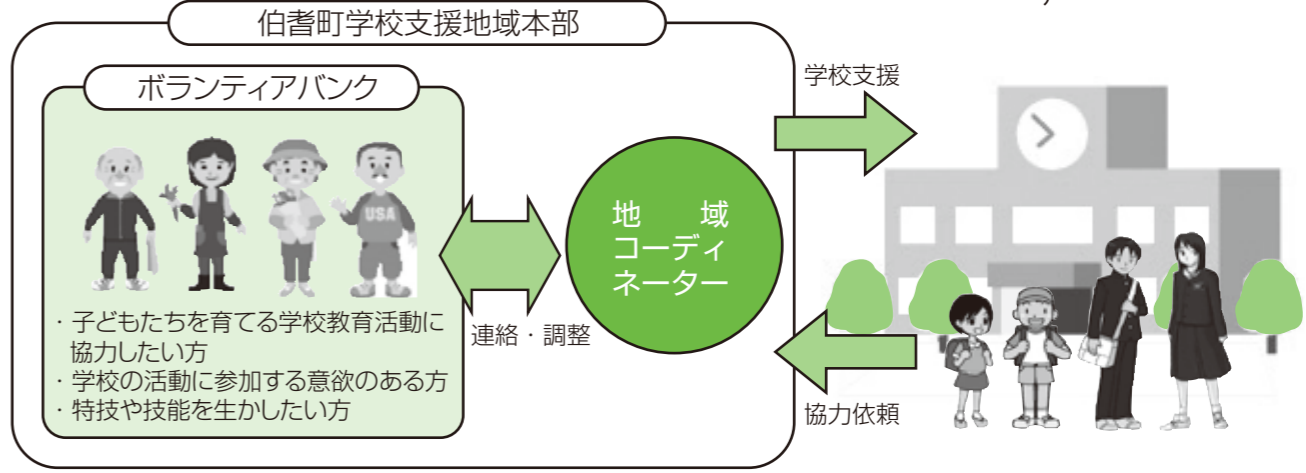 伯耆町学校支援地域本部
ボランティアバンク
学校支援
USA
地域
コーディ
ネーター
連絡・調整
・子どもたちを育てる学校教育活動に
協力したい方
・学校の活動に参加する意欲のある方
・特技や技能を生かしたい方
協力依頼